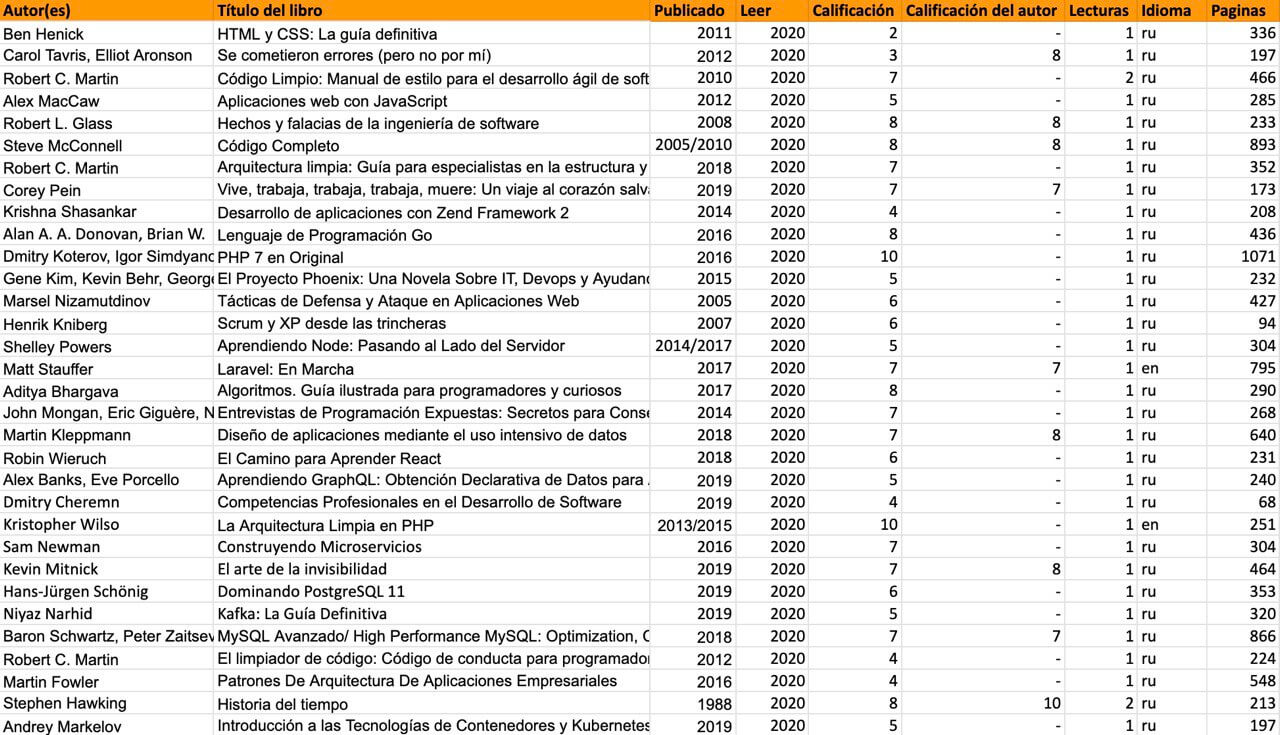 Autor(es) Título del libro Publicado Leer Calificación Calificación del autor Lecturas Idioma Paginas
Ben Henick HTML y CSS: La guía definitiva 2011 2020 2 - 1 ru 336
Carol Tavris, Elliot Aronson Se cometieron errores (pero no por mí) 2012 2020 3 8 1 ru 197
Robert C. Martin Código Limpio: Manual de estilo para el desarrollo ágil de soft 2010 2020 7 - 2 ru 466
Alex MacCaw Aplicaciones web con JavaScript 2012 2020 5 - 1 ru 285
Robert L. Glass Hechos y falacias de la ingeniería de software 2008 2020 8 8 1 ru 233
Steve McConnell Código Completo 2005/2010 2020 8 8 1 ru 893
Robert C. Martin Arquitectura limpia: Guía para especialistas en la estructura y 2018 2020 7 - 1 ru 352
Corey Pein Vive, trabaja, trabaja, trabaja, muere: Un viaje al corazón salva 2019 2020 7 7 1 ru 173
Krishna Shasankar Desarrollo de aplicaciones con Zend Framework 2 2014 2020 4 - 1 ru 208
Alan A. A. Donovan, Brian W. Lenguaje de Programación Go 2016 2020 8 - 1 ru 436
Dmitry Koterov, Igor Simdyanc PHP 7 en Original 2016 2020 10 - 1 ru 1071
Gene Kim, Kevin Behr, George El Proyecto Phoenix: Una Novela Sobre IT, Devops y Ayudanc 2015 2020 5 - 1 ru 232
Marsel Nizamutdinov Tácticas de Defensa y Ataque en Aplicaciones Web 2005 2020 6 - 1 ru 427
Henrik Kniberg Scrum y XP desde las trincheras 2007 2020 6 - 1 ru 94
Shelley Powers Aprendiendo Node: Pasando al Lado del Servidor 2014/2017 2020 5 - 1 ru 304
Matt Stauffer Laravel: En Marcha 2017 2020 7 7 1 en 795
Aditya Bhargava Algoritmos. Guía ilustrada para programadores y curiosos 2017 2020 8 - 1 ru 290
John Mongan, Eric Giguère, N Entrevistas de Programación Expuestas: Secretos para Conse 2014 2020 7 - 1 ru 268
Martin Kleppmann Diseño de aplicaciones mediante el uso intensivo de datos 2018 2020 7 8 1 ru 640
Robin Wieruch El Camino para Aprender React 2018 2020 6 - 1 ru 231
Alex Banks, Eve Porcello Aprendiendo GraphQL: Obtención Declarativa de Datos para 2019 2020 5 - 1 ru 240
Dmitry Cheremn Competencias Profesionales en el Desarrollo de Software 2019 2020 4 - 1 ru 68
Kristopher Wilso La Arquitectura Limpia en PHP 2013/2015 2020 10 - 1 en 251
Sam Newman Construyendo Microservicios 2016 2020 7 - 1 ru 304
Kevin Mitnick El arte de la invisibilidad 2019 2020 7 8 1 ru 464
Hans-Jürgen Schönig Dominando PostgreSQL 11 2019 2020 6 - 1 ru 353
Niyaz Narhid Kafka: La Guía Definitiva 2019 2020 5 - 1 ru 320
Baron Schwartz, Peter Zaitsev MySQL Avanzado/ High Performance MySQL: Optimization, C 2018 2020 7 7 1 ru 866
Robert C. Martin El limpiador de código: Código de conducta para programador 2012 2020 4 - 1 ru 224
Martin Fowler Patrones De Arquitectura De Aplicaciones Empresariales 2016 2020 4 - 1 ru 548
Stephen Hawking Historia del tiempo 1988 2020 8 10 2 ru 213
Andrey Markelov Introducción a las Tecnologías de Contenedores y Kubernetes 2019 2020 5 - 1 ru 197